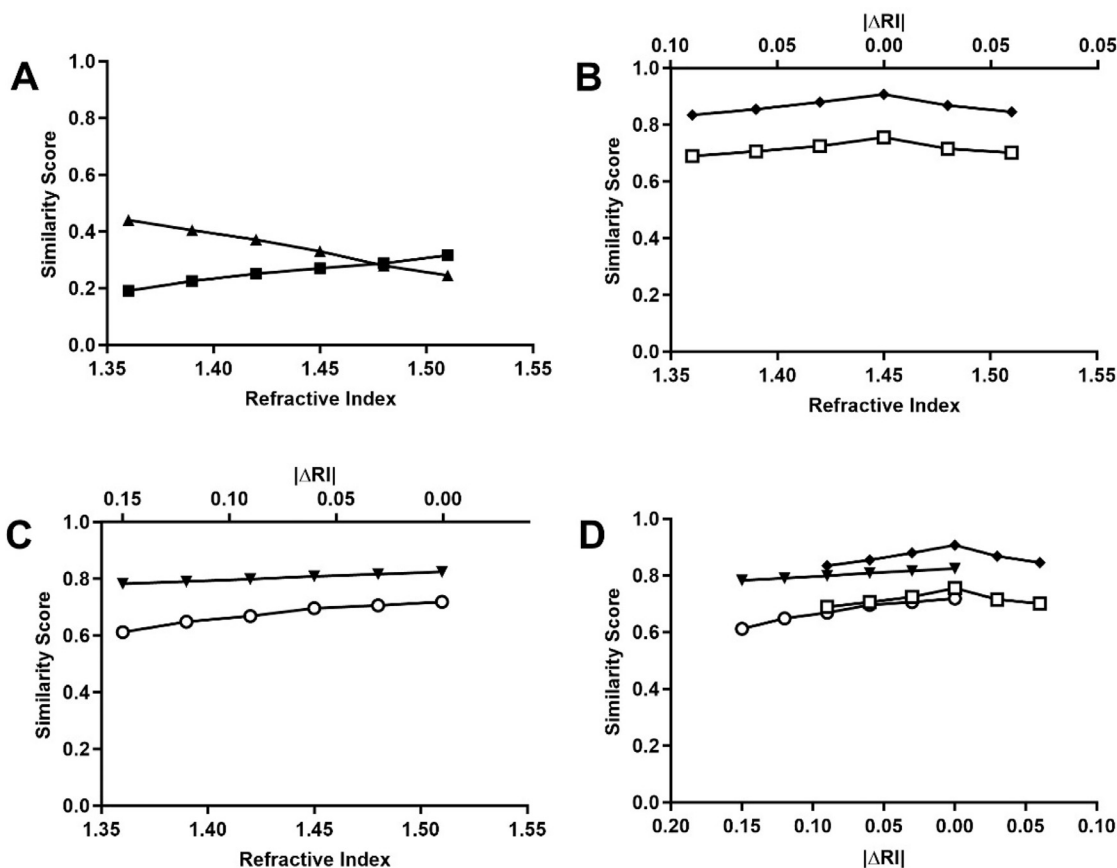 A
Similarity Score
1.0
0.8
0.6
0.4
0.2
0.0
1.35 1.40 1.45 1.50 1.55
Refractive Index
B
|ΔRI|
0.10 0.05 0.00 0.05 0.05
Similarity Score
1.0
0.8
0.6
0.4
0.2
0.0
1.35 1.40 1.45 1.50 1.55
Refractive Index
C
|ΔRI|
0.15 0.10 0.05 0.00
Similarity Score
1.0
0.8
0.6
0.4
0.2
0.0
1.35 1.40 1.45 1.50 1.55
Refractive Index
D
Similarity Score
1.0
0.8
0.6
0.4
0.2
0.0
0.20 0.15 0.10 0.05 0.00 0.05 0.10
|ΔRI|